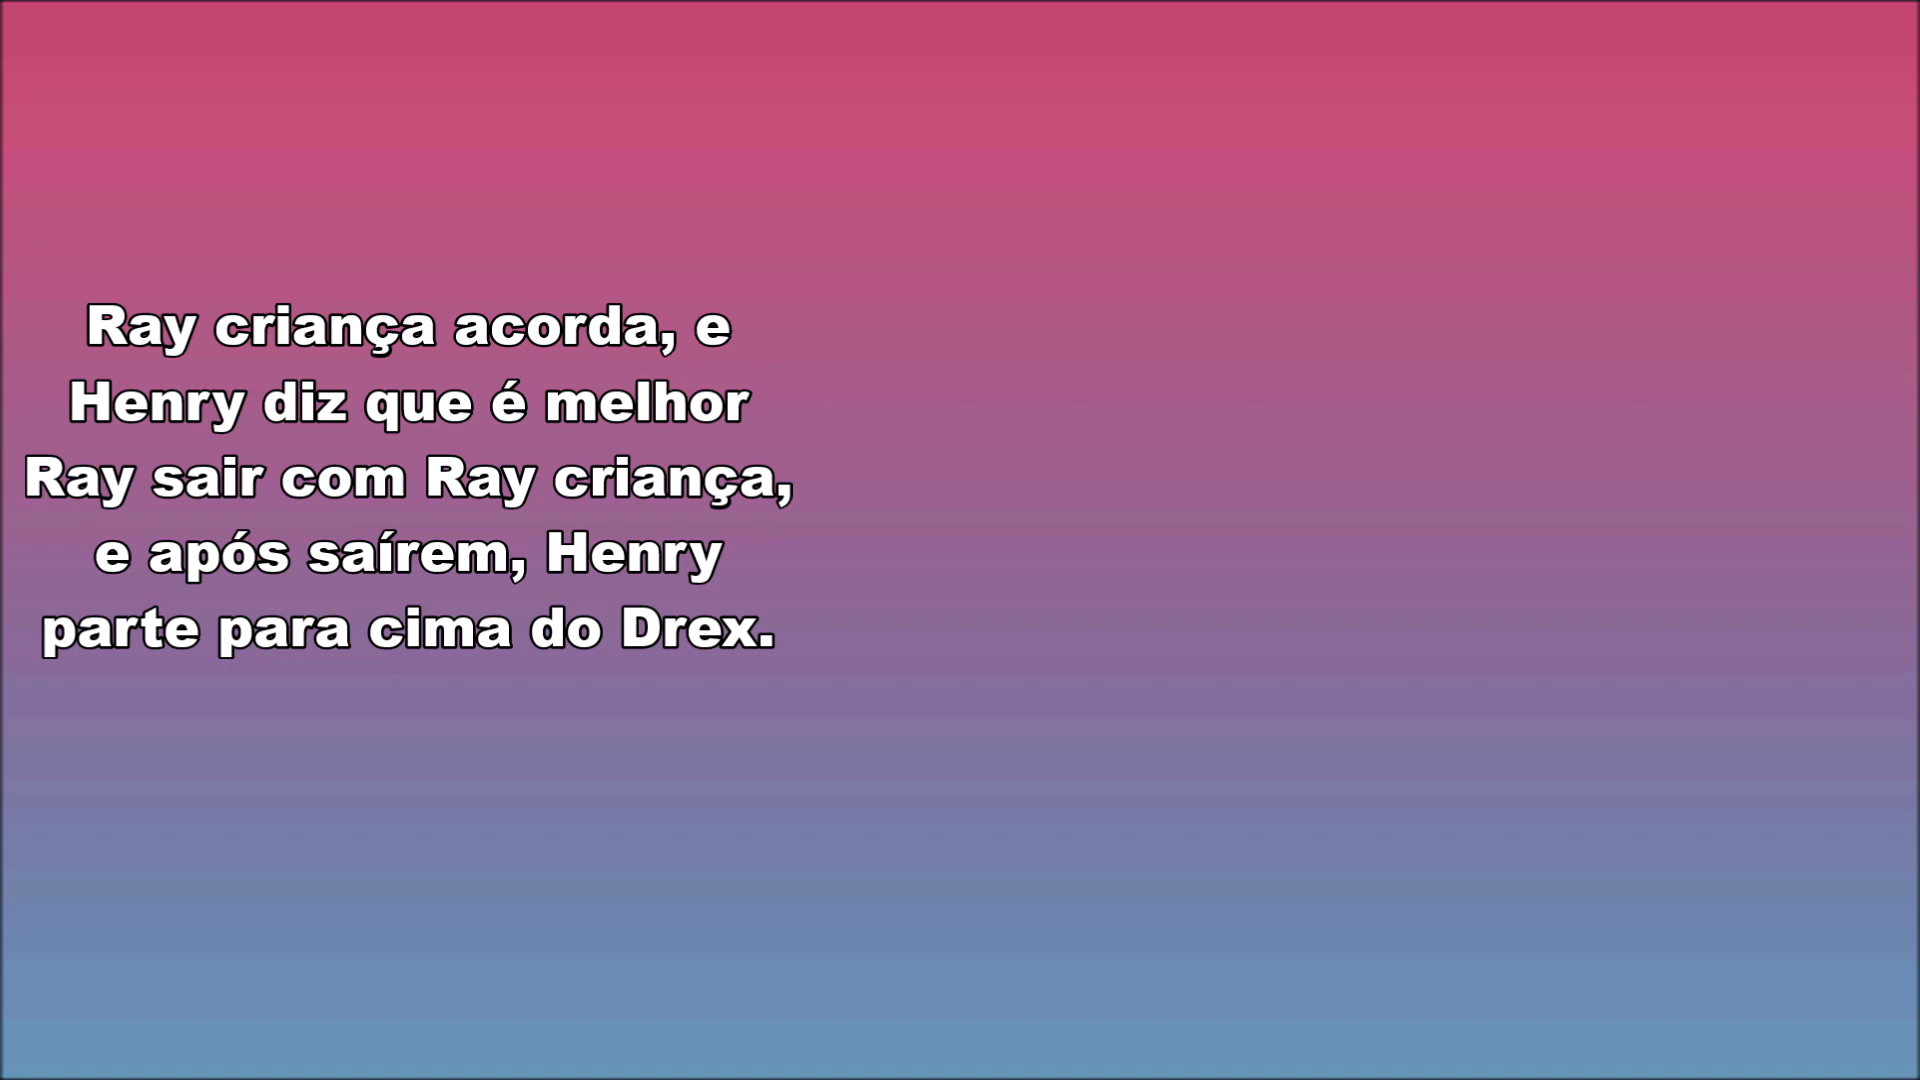 Ray criança acorda, e
Henry diz que é melhor
Ray sair com Ray criança,
e após saírem, Henry
parte para cima do Drex.